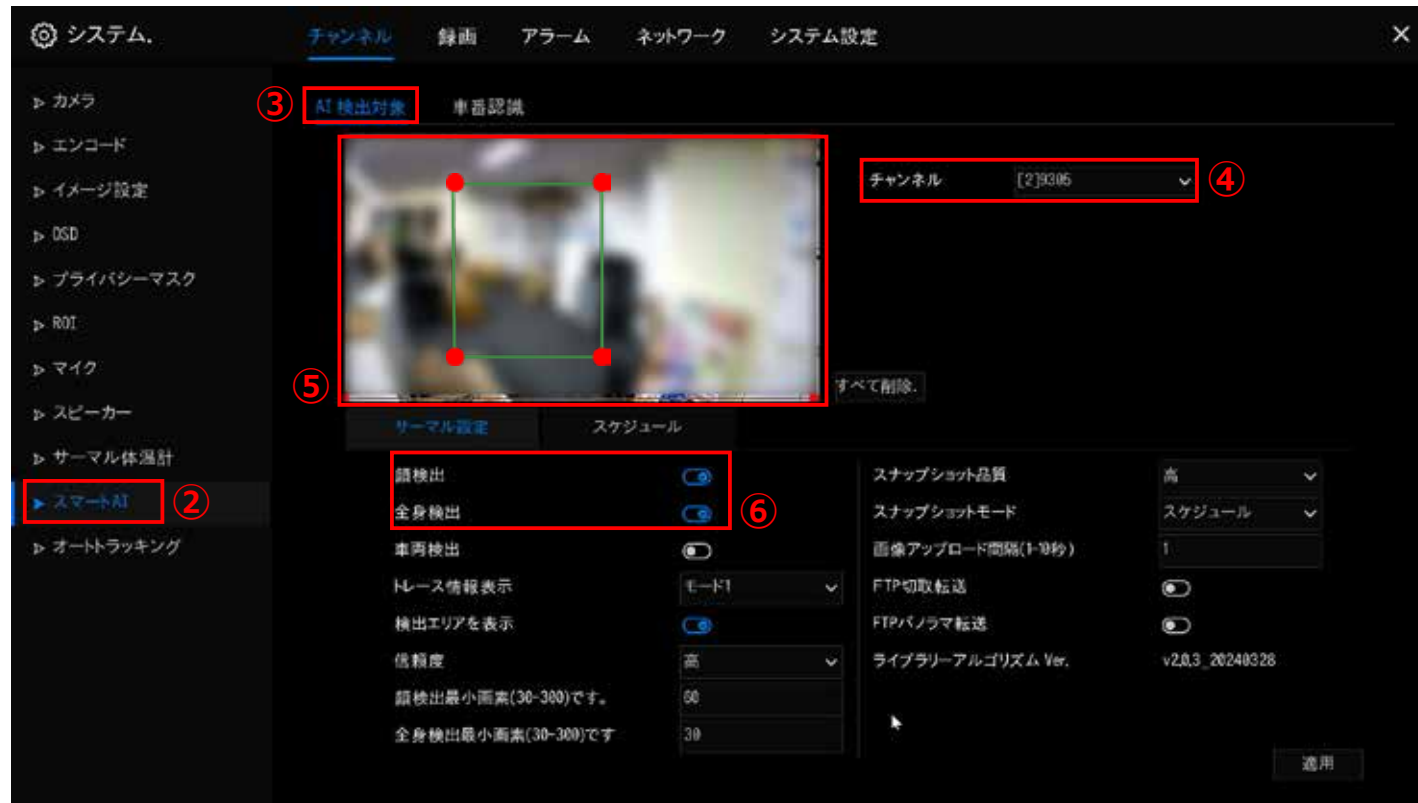 システム.
チャンネル 録画 アラーム ネットワーク システム設定
カメラ
エンコード
イメージ設定
OSD
プライバシーマスク
ROI
マイク
スピーカー
サーマル体温計
スマートAI ②
オートトラッキング
③ AI 検出対象 車番認識
チャンネル [2]9305 ④
⑤
すべて削除.
サーマル設定 スケジュール
顔検出
全身検出
⑥
車両検出
トレース情報表示 モード1
検出エリアを表示
信頼度 高
顔検出最小画素(30-300)です。 60
全身検出最小画素(30-300)です 30
スナップショット品質 高
スナップショットモード スケジュール
画像アップロード間隔(1-10秒) 1
FTP切取転送
FTPパノラマ転送
ライブラリーアルゴリズム Ver. v2.0.3_20240328
適用